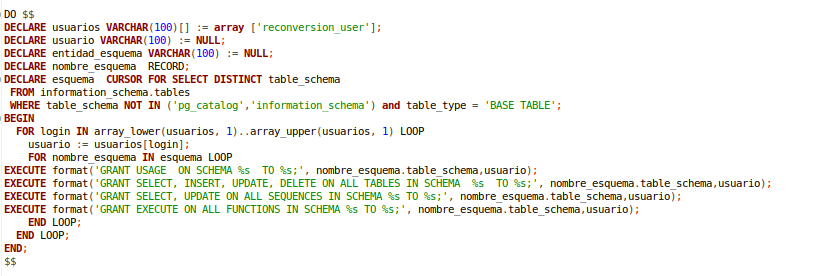 DO $$
DECLARE usuarios VARCHAR(100)[] := array ['reconversion_user'];
DECLARE usuario VARCHAR(100) := NULL;
DECLARE entidad_esquema VARCHAR(100) := NULL;
DECLARE nombre_esquema  RECORD;
DECLARE esquema  CURSOR FOR SELECT DISTINCT table_schema
 FROM information_schema.tables
 WHERE table_schema NOT IN ('pg_catalog','information_schema') and table_type = 'BASE TABLE';
BEGIN
  FOR login IN array_lower(usuarios, 1)..array_upper(usuarios, 1) LOOP
    usuario := usuarios[login];
    FOR nombre_esquema IN esquema LOOP
EXECUTE format('GRANT USAGE  ON SCHEMA %s  TO %s;', nombre_esquema.table_schema,usuario);
EXECUTE format('GRANT SELECT, INSERT, UPDATE, DELETE ON ALL TABLES IN SCHEMA  %s  TO %s;', nombre_esquema.table_schema,usuario);
EXECUTE format('GRANT SELECT, UPDATE ON ALL SEQUENCES IN SCHEMA %s TO %s;', nombre_esquema.table_schema,usuario);
EXECUTE format('GRANT EXECUTE ON ALL FUNCTIONS IN SCHEMA %s TO %s;', nombre_esquema.table_schema,usuario);
    END LOOP;
  END LOOP;
END;
$$